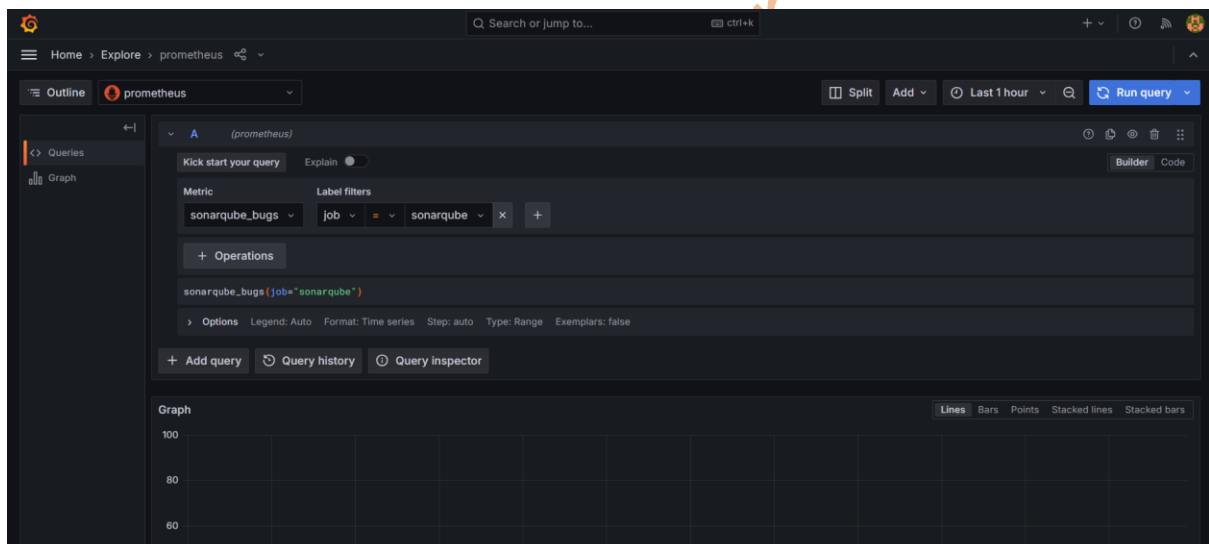 Search or jump to... ctrl+k
Home > Explore > prometheus
Outline prometheus Split Add Last 1 hour Run query
Queries
Graph
A (prometheus)
Kick start your query Explain Builder Code
Metric Label filters
sonarqube_bugs job = sonarqube
+ Operations
sonarqube_bugs{job="sonarqube"}
> Options Legend: Auto Format: Time series Step: auto Type: Range Exemplars: false
+ Add query Query history Query inspector
Graph Lines Bars Points Stacked lines Stacked bars
100
80
60